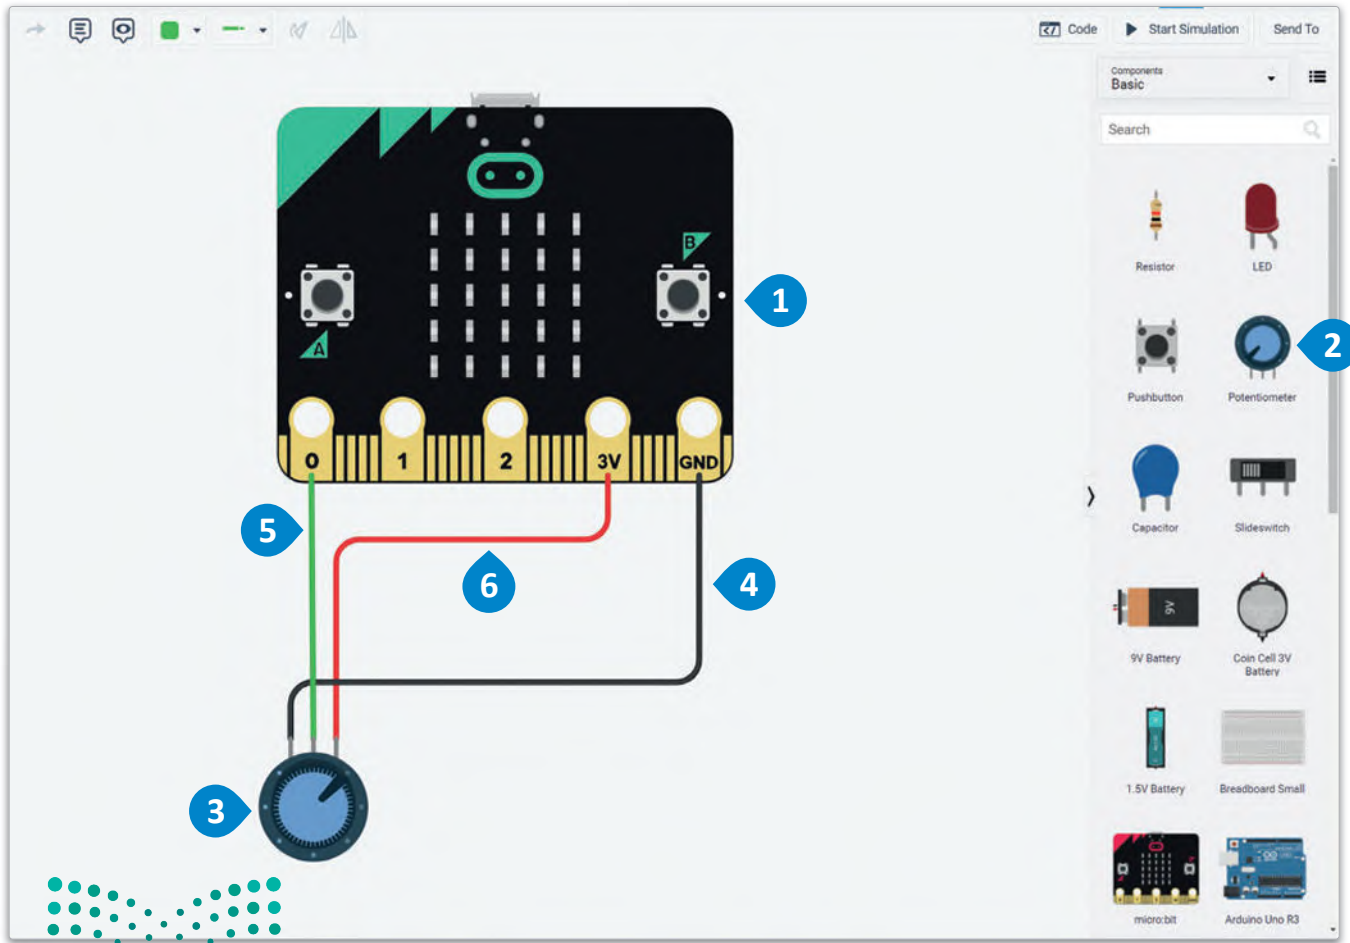 Code
Start Simulation
Send To
Components
Basic
Search
Resistor
LED
Pushbutton
Potentiometer
Capacitor
Slideswitch
9V
9V Battery
Coin Cell 3V
Battery
1.5V Battery
Breadboard Small
micro:bit
Arduino Uno R3
B
A
0
1
2
3V
GND
1
2
3
4
5
6